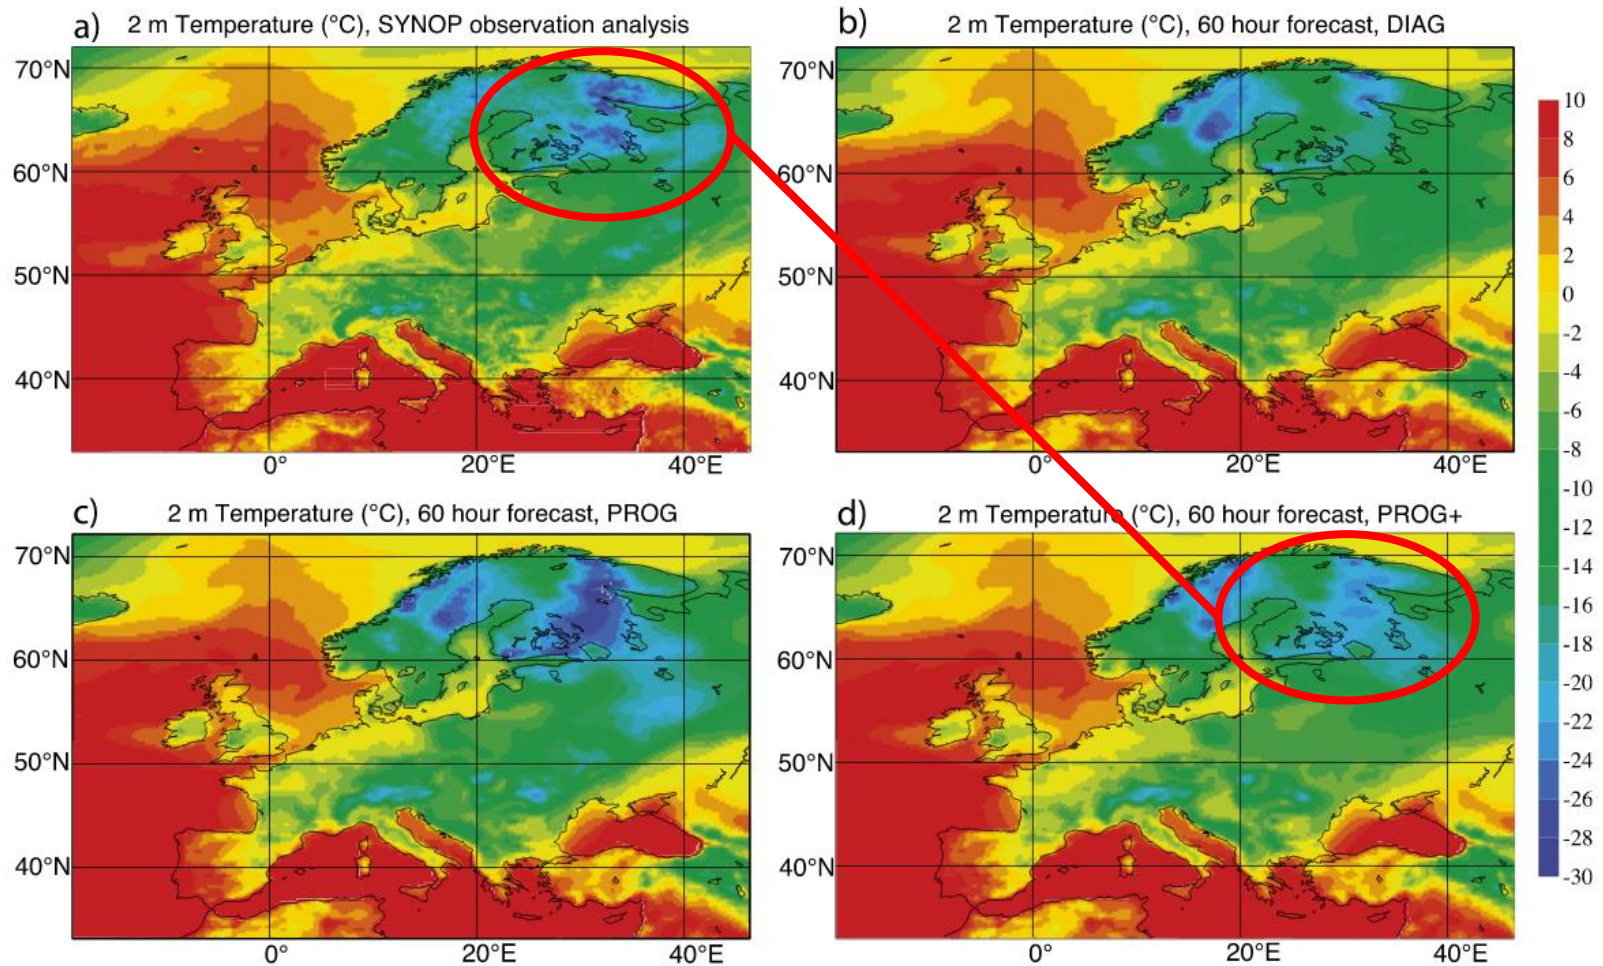 a) 2 m Temperature (°C), SYNOP observation analysis
70°N
60°N
50°N
40°N
0° 20°E 40°E
b) 2 m Temperature (°C), 60 hour forecast, DIAG
70°N
60°N
50°N
40°N
0° 20°E 40°E
c) 2 m Temperature (°C), 60 hour forecast, PROG
70°N
60°N
50°N
40°N
0° 20°E 40°E
d) 2 m Temperature (°C), 60 hour forecast, PROG+
70°N
60°N
50°N
40°N
0° 20°E 40°E
10
8
6
4
2
0
-2
-4
-6
-8
-10
-12
-14
-16
-18
-20
-22
-24
-26
-28
-30